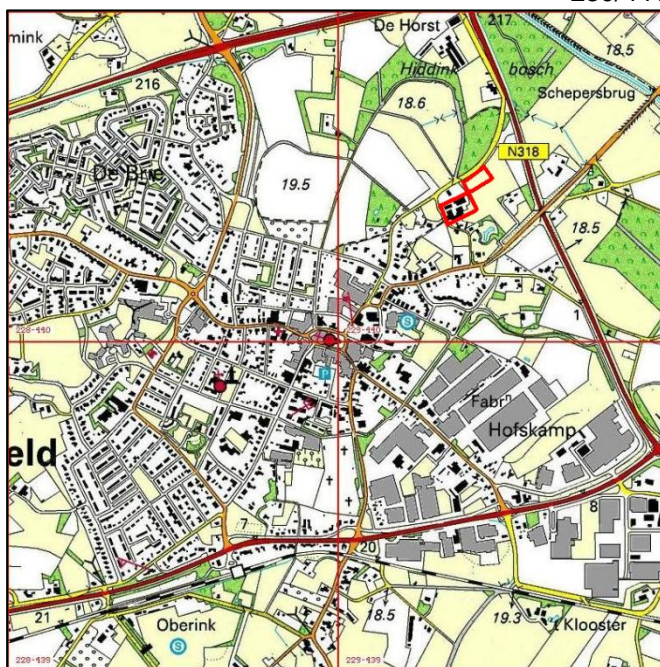 De Horst
217
mink
216
Hiddink bosch
18.5
18.6
Schepersbrug
N318
De Brie
19.5
18.5
1
228-440
229-440
S
P
Fabrn
Hofskamp
eld
7
8
20
21
18.5
19.3
't Klooster
Oberink
S
228-439
229-439